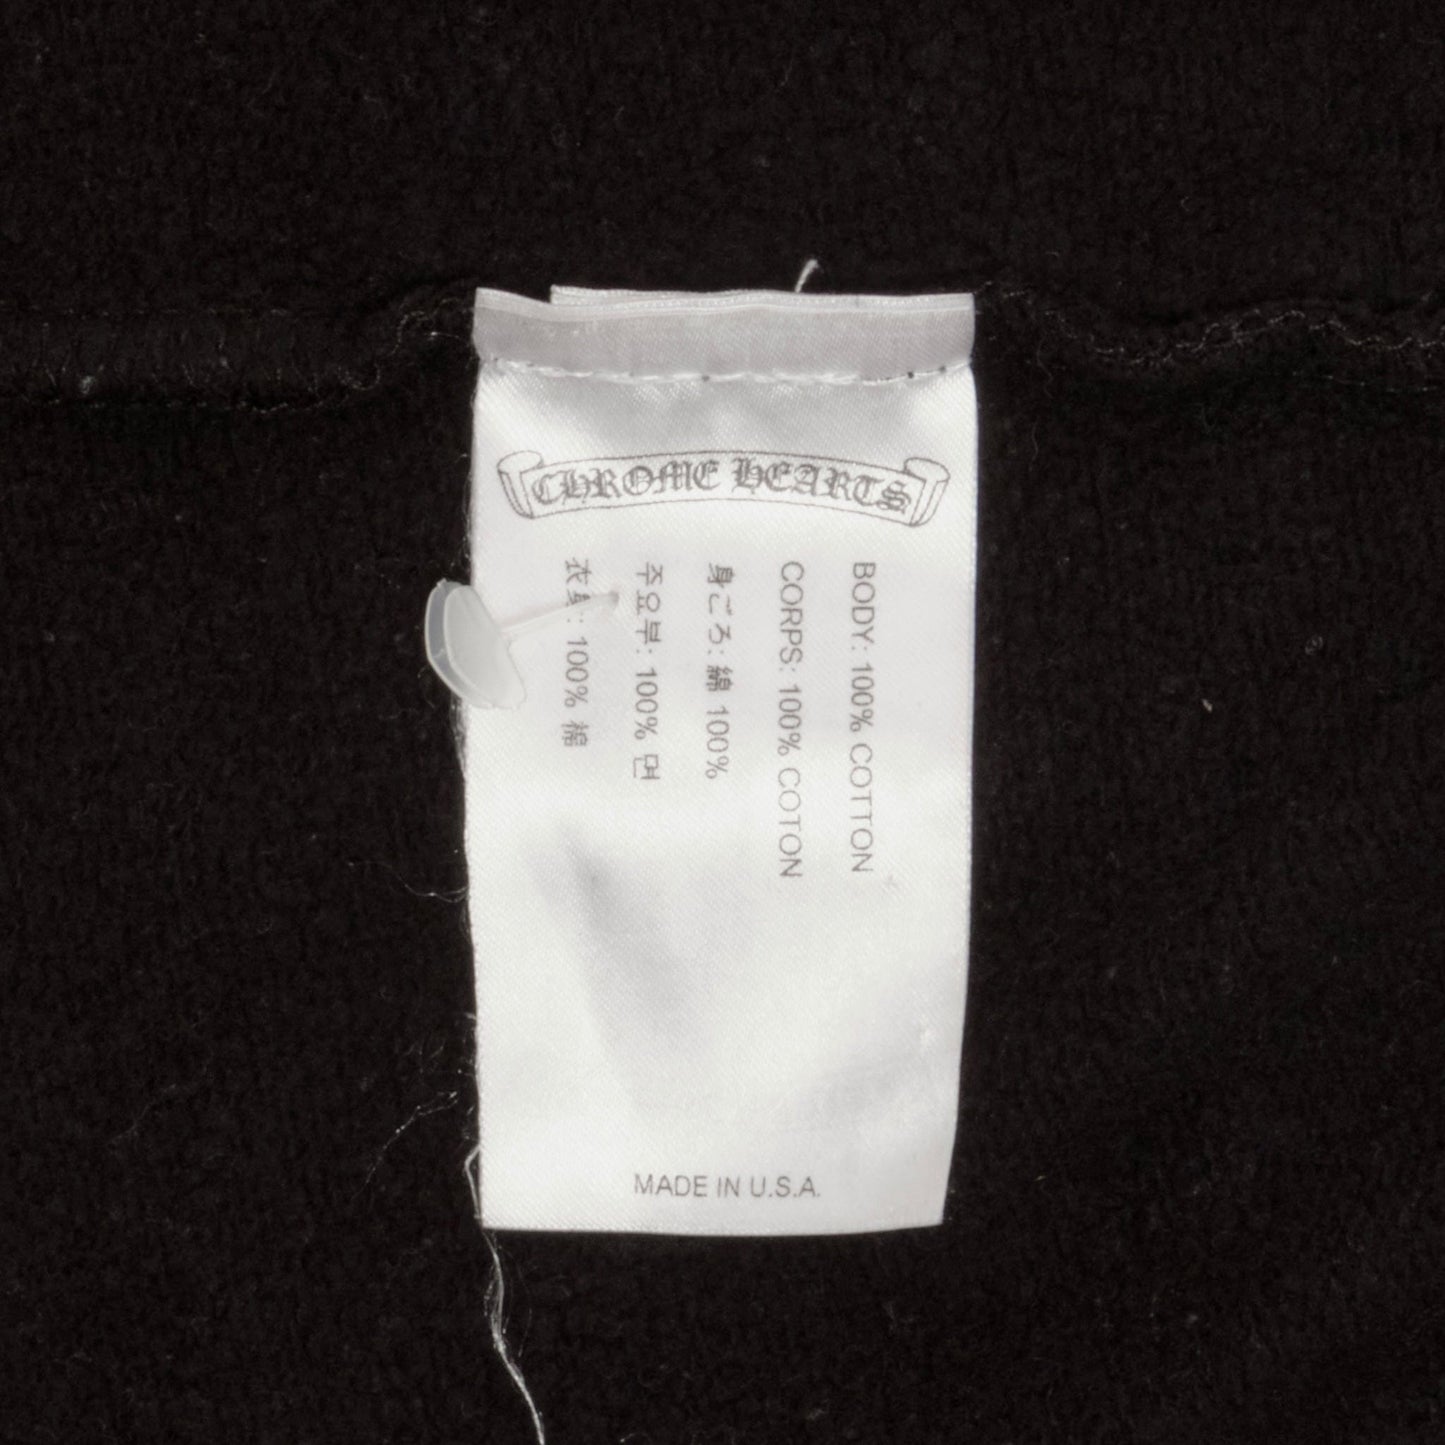 CHROME HEARTS
BODY: 100% COTTON
CORPS: 100% COTON
身ごろ: 綿 100%
주요부: 100% 면
衣身: 100% 棉
MADE IN U.S.A.